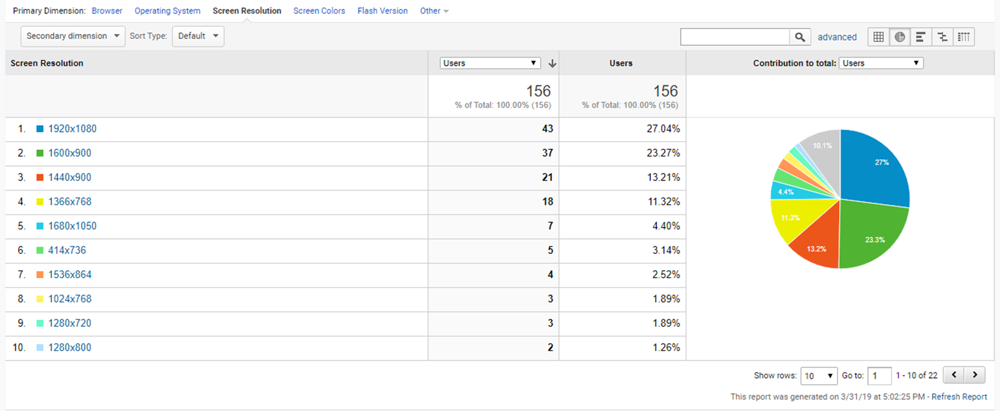 Primary Dimension: Browser Operating System Screen Resolution Screen Colors Flash Version Other
Secondary dimension Sort Type: Default advanced
Screen Resolution Users Users Contribution to total: Users
156 156
% of Total: 100.00% (156) % of Total: 100.00% (156)
1. 1920x1080 43 27.04%
2. 1600x900 37 23.27%
3. 1440x900 21 13.21%
4. 1366x768 18 11.32%
5. 1680x1050 7 4.40%
6. 414x736 5 3.14%
7. 1536x864 4 2.52%
8. 1024x768 3 1.89%
9. 1280x720 3 1.89%
10. 1280x800 2 1.26%
10.1%
27%
4.4%
11.3%
23.3%
13.2%
Show rows: 10 Go to: 1 1 - 10 of 22
This report was generated on 3/31/19 at 5:02:25 PM - Refresh Report